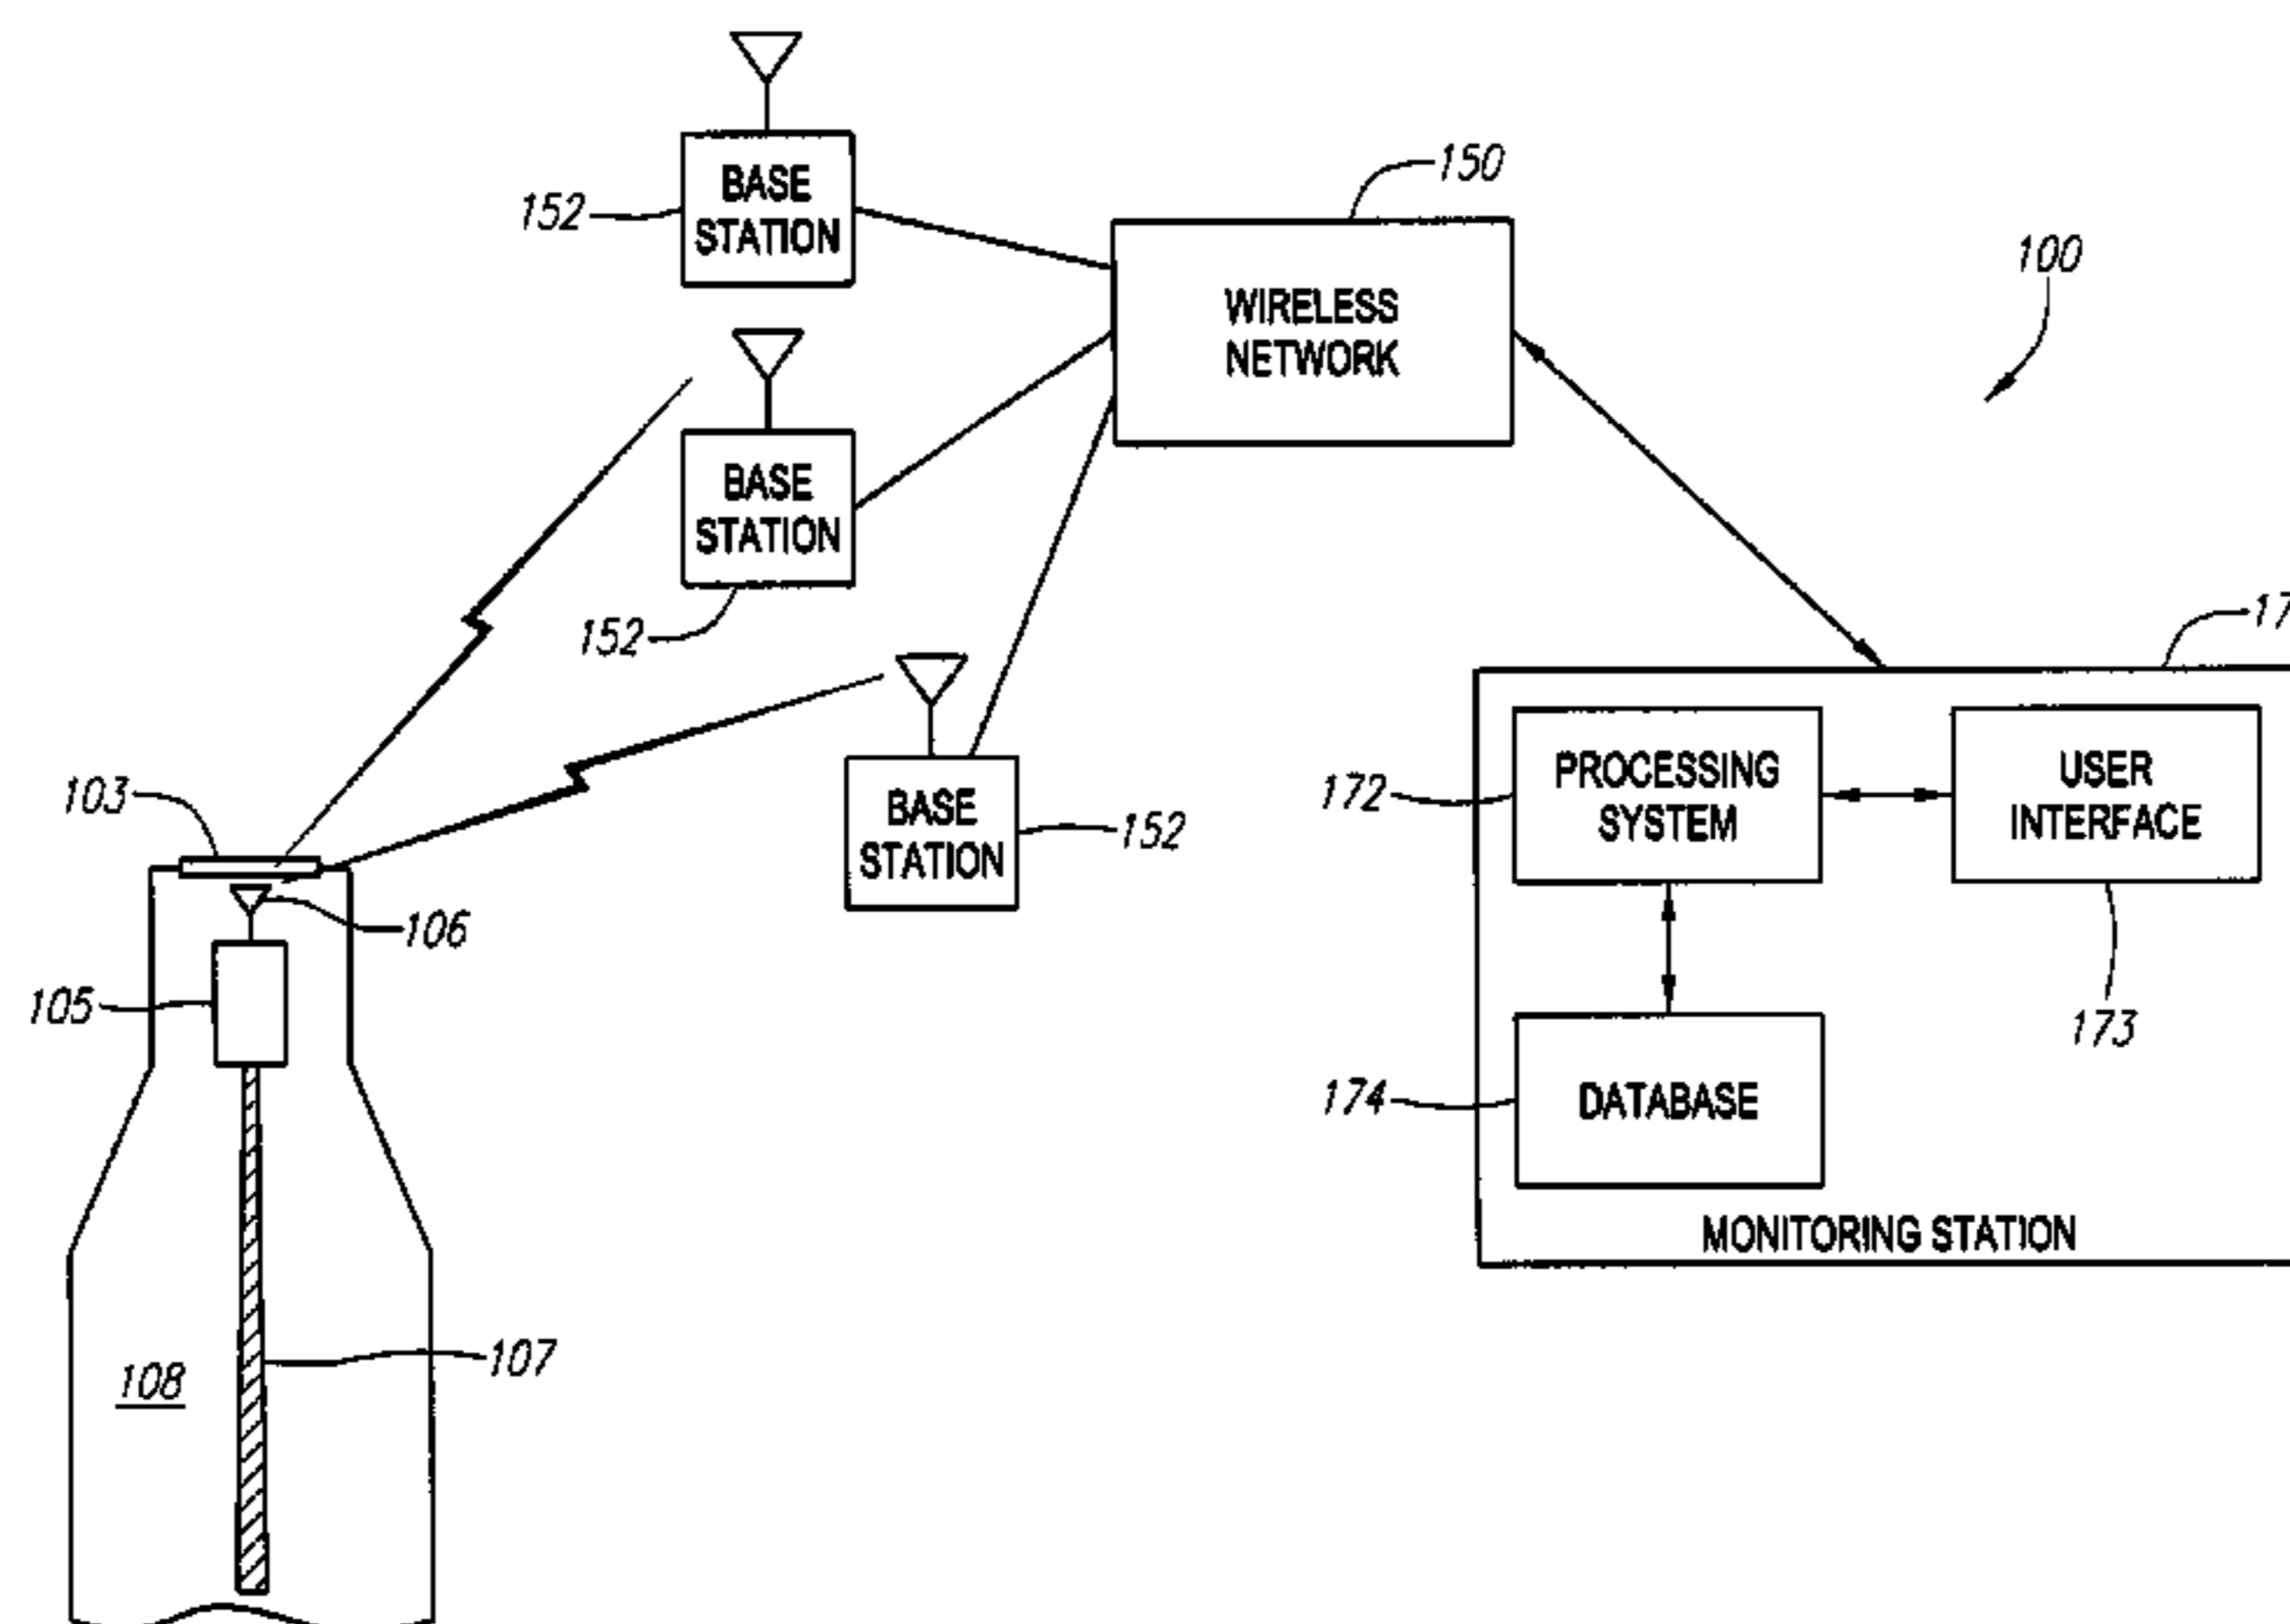 BASE
STATION
152
150
WIRELESS
NETWORK
100
BASE
STATION
152
17
BASE
STATION
152
103
106
105
107
108
172
PROCESSING
SYSTEM
USER
INTERFACE
173
174
DATABASE
MONITORING STATION